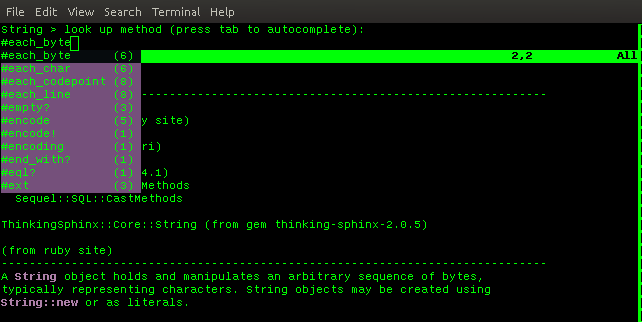 File Edit View Search Terminal Help
String > look up method (press tab to autocomplete):
#each_byte
#each_byte (6) 2,2 All
#each_char (6)
#each_codepoint (8)
#each_line (8) ------------------------------------------------------
#empty? (3)
#encode (5) y site)
#encode! (1)
#encoding (1) ri)
#end_with? (1)
#eql? (1) 4.1)
#ext (3) Methods
Sequel::SQL::CastMethods
ThinkingSphinx::Core::String (from gem thinking-sphinx-2.0.5)
(from ruby site)
------------------------------------------------------------------------
A String object holds and manipulates an arbitrary sequence of bytes,
typically representing characters. String objects may be created using
String::new or as literals.